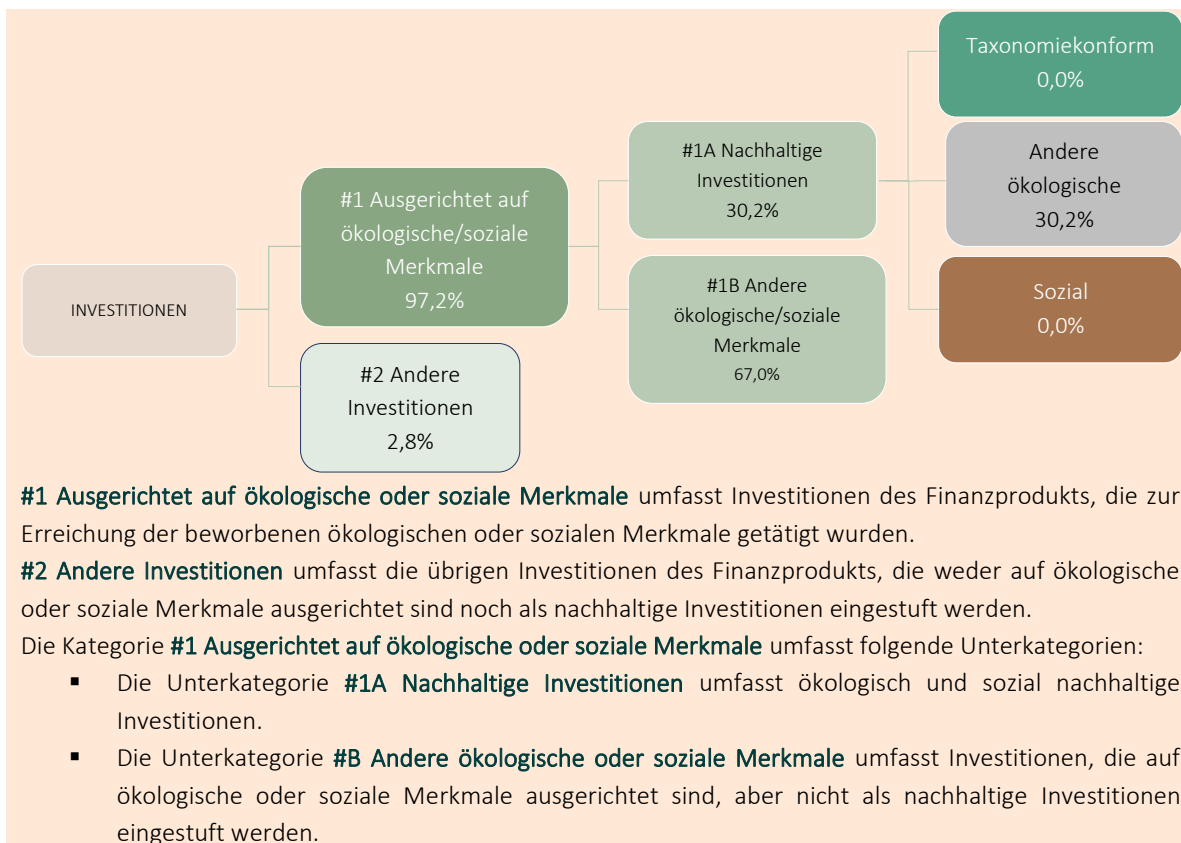 INVESTITIONEN
#1 Ausgerichtet auf
ökologische/soziale
Merkmale
97,2%
#2 Andere
Investitionen
2,8%
#1A Nachhaltige
Investitionen
30,2%
#1B Andere
ökologische/soziale
Merkmale
67,0%
Taxonomiekonform
0,0%
Andere
ökologische
30,2%
Sozial
0,0%
#1 Ausgerichtet auf ökologische oder soziale Merkmale umfasst Investitionen des Finanzprodukts, die zur
Erreichung der beworbenen ökologischen oder sozialen Merkmale getätigt wurden.
#2 Andere Investitionen umfasst die übrigen Investitionen des Finanzprodukts, die weder auf ökologische
oder soziale Merkmale ausgerichtet sind noch als nachhaltige Investitionen eingestuft werden.
Die Kategorie #1 Ausgerichtet auf ökologische oder soziale Merkmale umfasst folgende Unterkategorien:
▪ Die Unterkategorie #1A Nachhaltige Investitionen umfasst ökologisch und sozial nachhaltige
Investitionen.
▪ Die Unterkategorie #B Andere ökologische oder soziale Merkmale umfasst Investitionen, die auf
ökologische oder soziale Merkmale ausgerichtet sind, aber nicht als nachhaltige Investitionen
eingestuft werden.